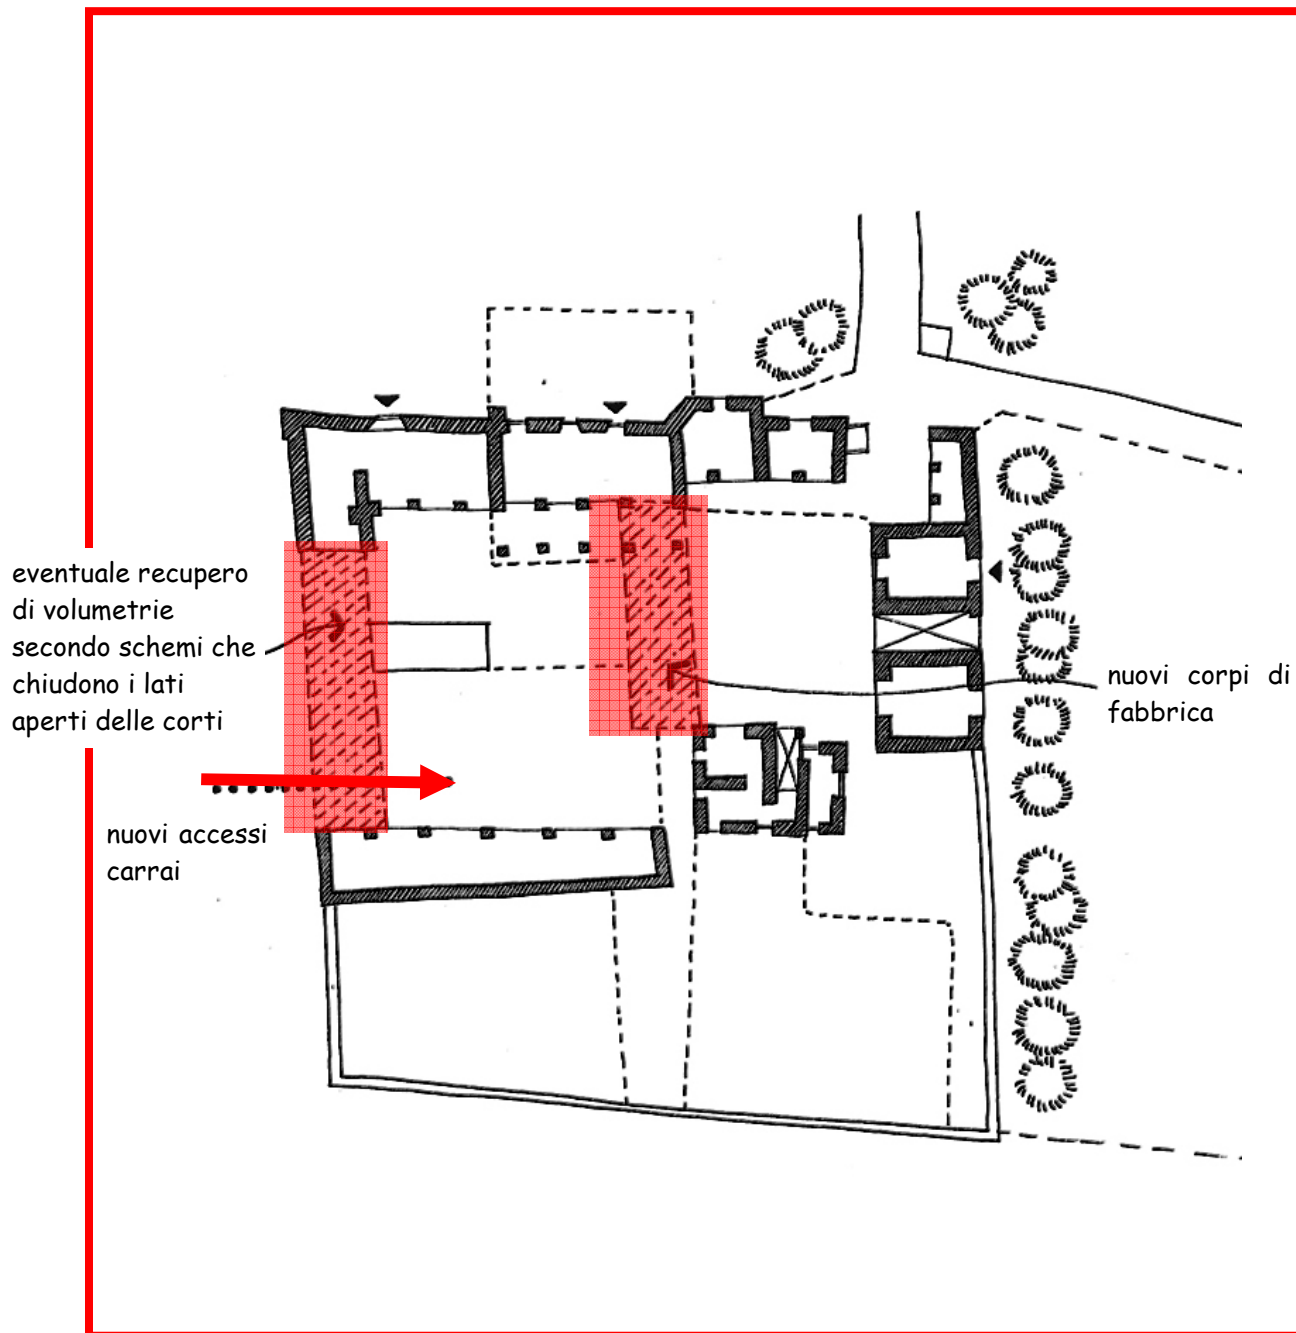 eventuale recupero
di volumetrie
secondo schemi che
chiudono i lati
aperti delle corti
nuovi corpi di
fabbrica
nuovi accessi
carrai